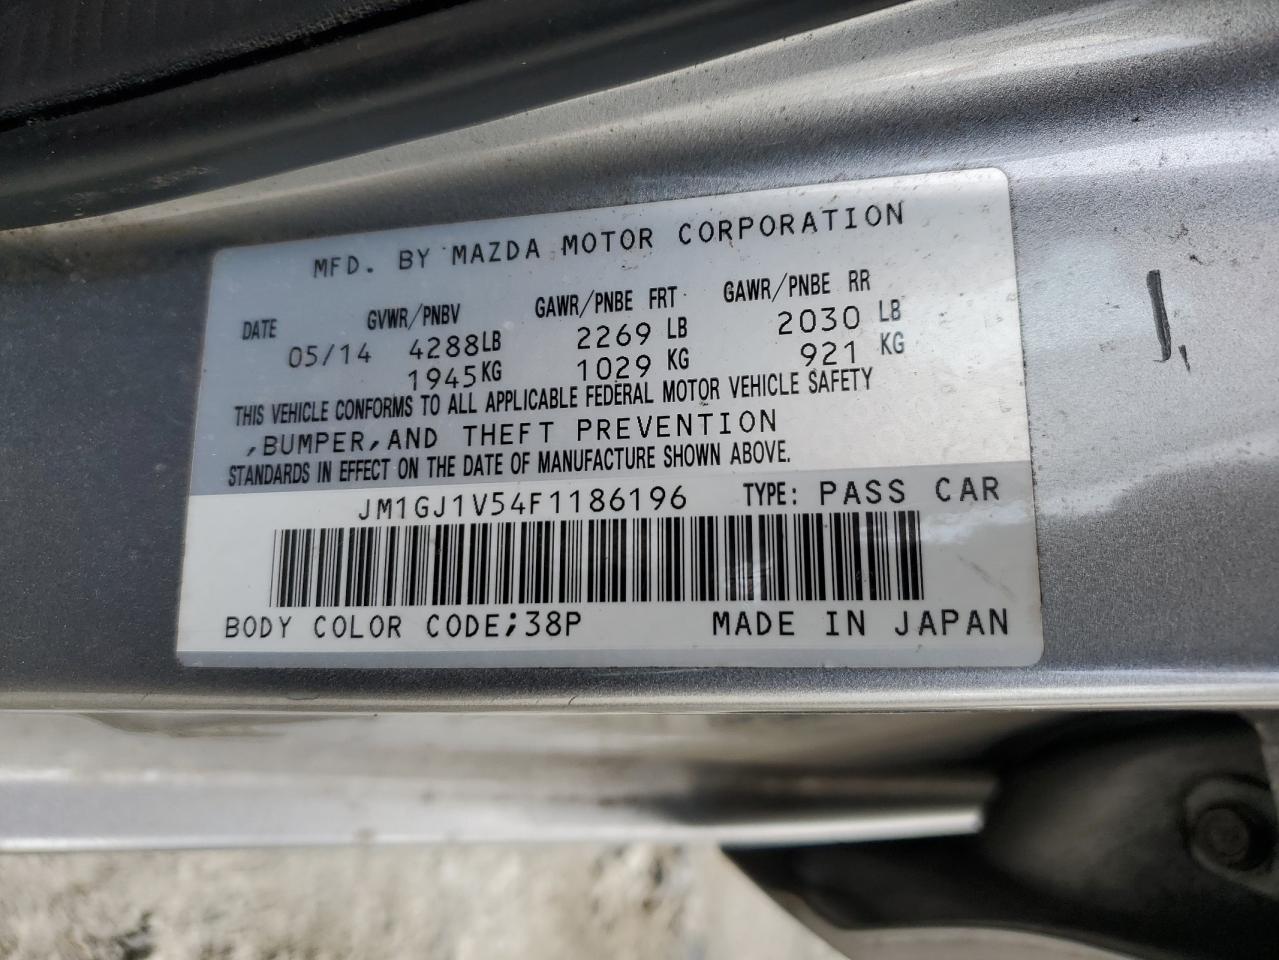 MFD. BY MAZDA MOTOR CORPORATION
DATE GVWR/PNBV GAWR/PNBE FRT GAWR/PNBE RR
05/14 4288LB 2269 LB 2030 LB
1945KG 1029 KG 921 KG
THIS VEHICLE CONFORMS TO ALL APPLICABLE FEDERAL MOTOR VEHICLE SAFETY
,BUMPER,AND THEFT PREVENTION
STANDARDS IN EFFECT ON THE DATE OF MANUFACTURE SHOWN ABOVE.
JM1GJ1V54F1186196 TYPE: PASS CAR
BODY COLOR CODE;38P MADE IN JAPAN